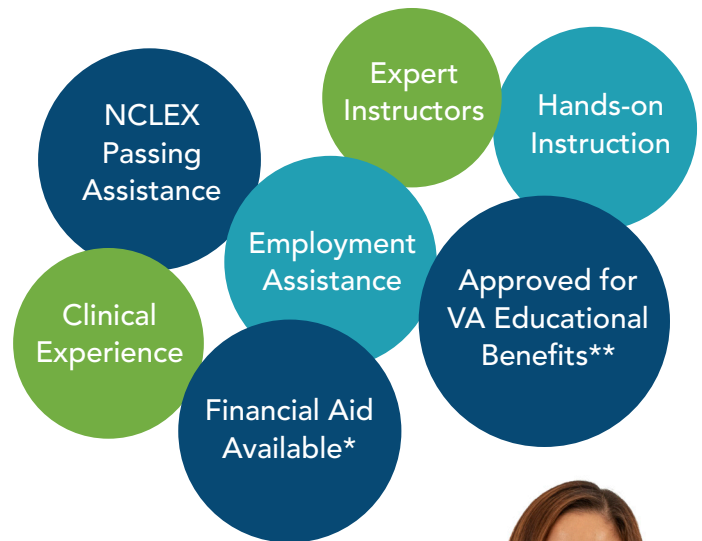 Expert
Instructors
Hands-on
Instruction
NCLEX
Passing
Assistance
Employment
Assistance
Approved for
VA Educational
Benefits**
Clinical
Experience
Financial Aid
Available*